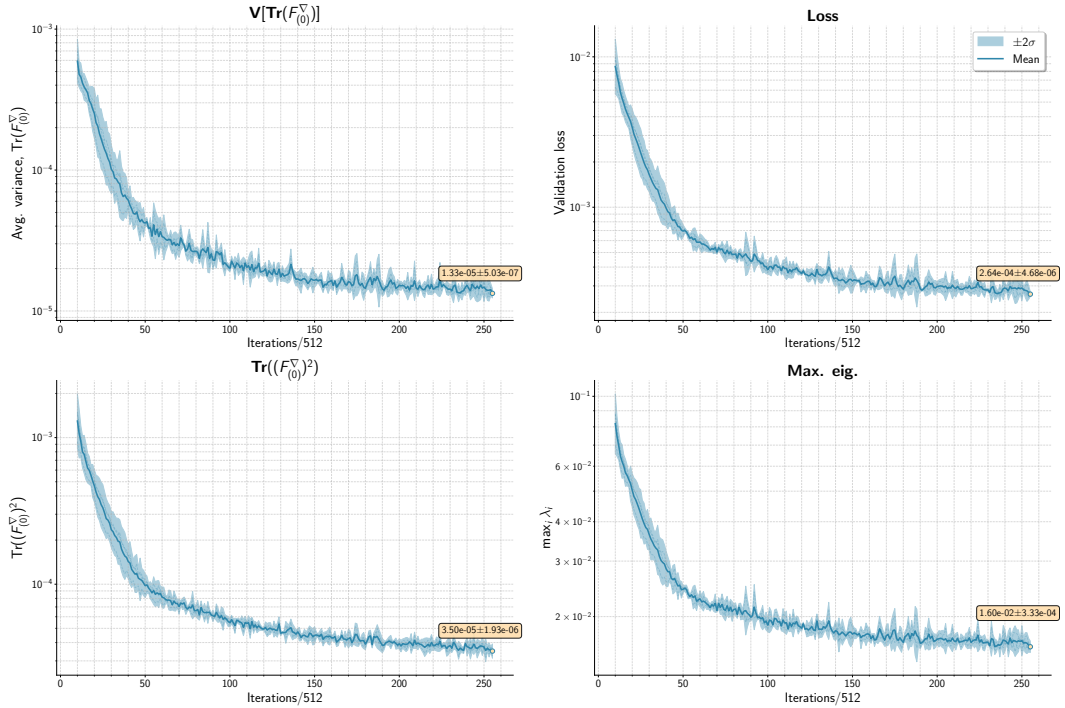 V[Tr(F^∇_(0))]
Avg. variance, Tr(F^∇_(0))
10^−3
10^−4
10^−5
1.33e-05±5.03e-07
0 50 100 150 200 250
Iterations/512
Loss
±2σ
Mean
Validation loss
10^−2
10^−3
2.64e-04±4.68e-06
0 50 100 150 200 250
Iterations/512
Tr((F^∇_(0))^2)
Tr((F^∇_(0))^2)
10^−3
10^−4
3.50e-05±1.93e-06
0 50 100 150 200 250
Iterations/512
Max. eig.
max_i λ_i
10^−1
6 × 10^−2
4 × 10^−2
3 × 10^−2
2 × 10^−2
1.60e-02±3.33e-04
0 50 100 150 200 250
Iterations/512